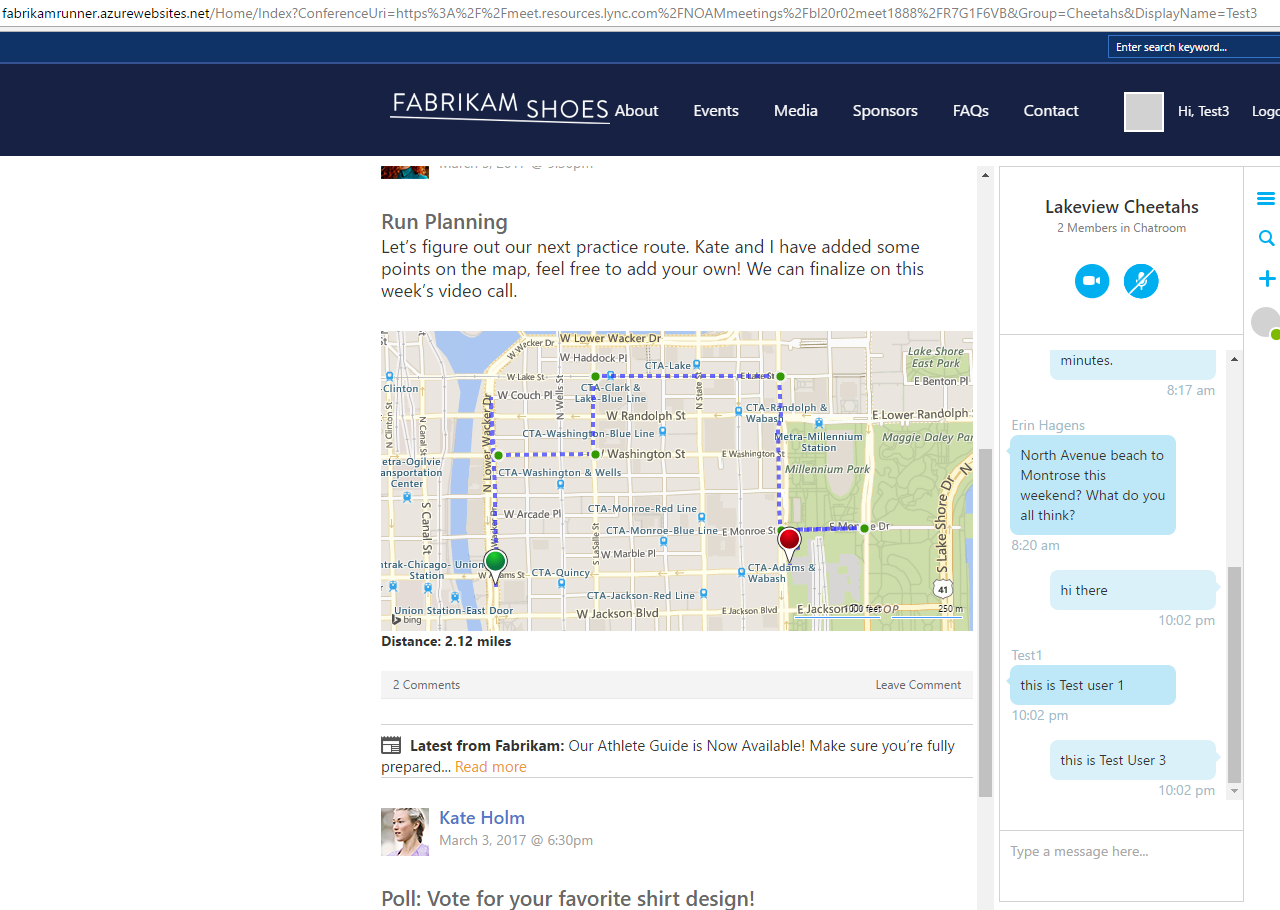 fabrikamrunner.azurewebsites.net/Home/Index?ConferenceUri=https%3A%2F%2Fmeet.resources.lync.com%2FNOAMmeetings%2Fbl20r02meet1888%2FR7G1F6VB&Group=Cheetahs&DisplayName=Test3
Enter search keyword...
FABRIKAM SHOES
About Events Media Sponsors FAQs Contact
Hi, Test3
March 3, 2017 @ 9:30pm
Run Planning
Let’s figure out our next practice route. Kate and I have added some
points on the map, feel free to add your own! We can finalize on this
week’s video call.
W Wacker Dr
W Lower Wacker Dr
W Haddock Pl
CTA-Lake
Lake Shore
East Park
E Benton Pl
Clinton
W Lake St
CTA-Clark &
Lake-Blue Line
E Lake St
N State St
W Couch Pl
N Wells St
N Clinton St
N Canal St
N Lower Wacker Dr
W Randolph St
CTA-Randolph &
Wabash
E Lower Randolph St
CTA-Washington-Blue Line
Metra-Millennium
Station
Maggie Daley Par
W Washington St
E Washington St
CTA-Washington & Wells
Millennium Park
etra-Ogilvie
ansportation
Center
S Canal St
W Arcade Pl
CTA-Monroe-Red Line
CTA-Monroe-Blue Line
E Monroe St
E Monroe Dr
S LaSalle St
W Marble Pl
S Lake Shore Dr
ntrak-Chicago- Union
Station
CTA-Quincy
CTA-Adams &
Wabash
41
CTA-Jackson-Red Line
Union Station-East Door
W Jackson Blvd
E Jackson Blvd
1000 feet
250 m
bing
Distance: 2.12 miles
2 Comments
Leave Comment
Latest from Fabrikam: Our Athlete Guide is Now Available! Make sure you’re fully
prepared... Read more
Kate Holm
March 3, 2017 @ 6:30pm
Poll: Vote for your favorite shirt design!
Lakeview Cheetahs
2 Members in Chatroom
minutes.
8:17 am
Erin Hagens
North Avenue beach to
Montrose this
weekend? What do you
all think?
8:20 am
hi there
10:02 pm
Test1
this is Test user 1
10:02 pm
this is Test User 3
10:02 pm
Type a message here...